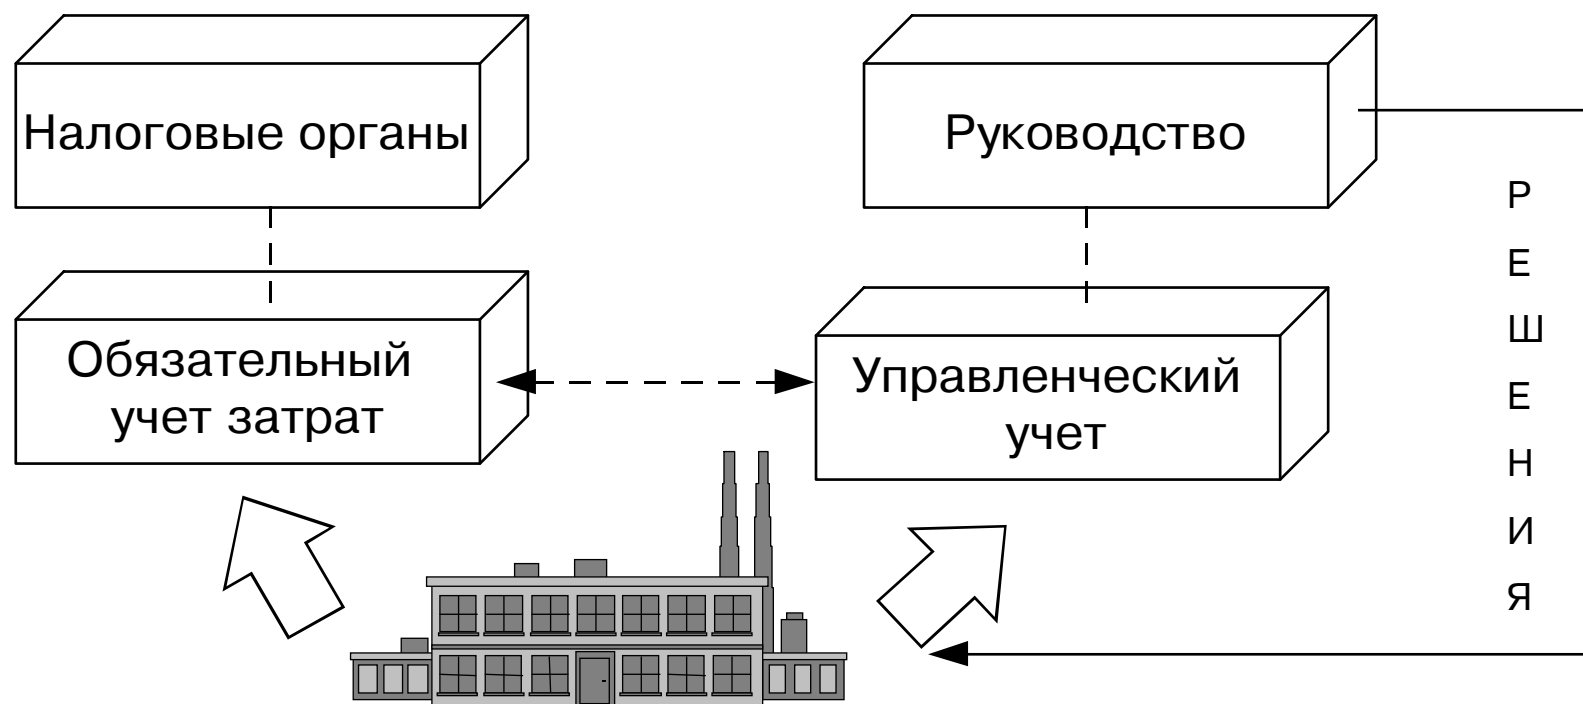 Налоговые органы
Руководство
Обязательный
учет затрат
Управленческий
учет
Р
Е
Ш
Е
Н
И
Я